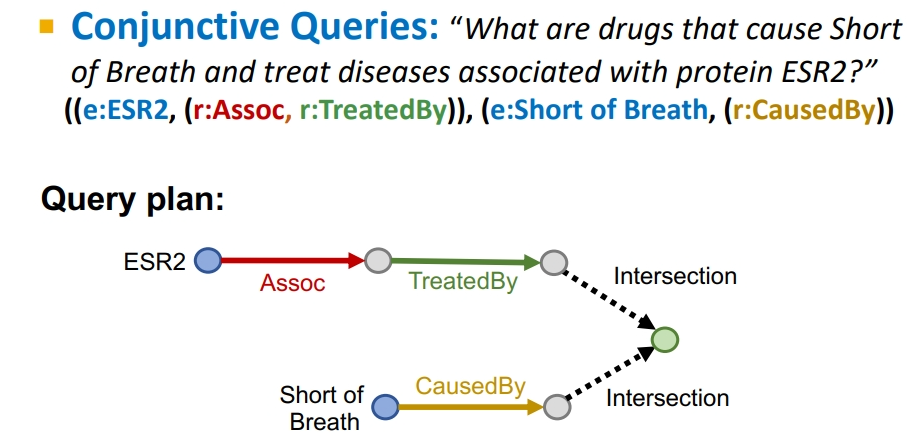 Conjunctive Queries: “What are drugs that cause Short
of Breath and treat diseases associated with protein ESR2?”
((e:ESR2, (r:Assoc, r:TreatedBy)), (e:Short of Breath, (r:CausedBy))
Query plan:
ESR2
Assoc
TreatedBy
Intersection
Short of
Breath
CausedBy
Intersection